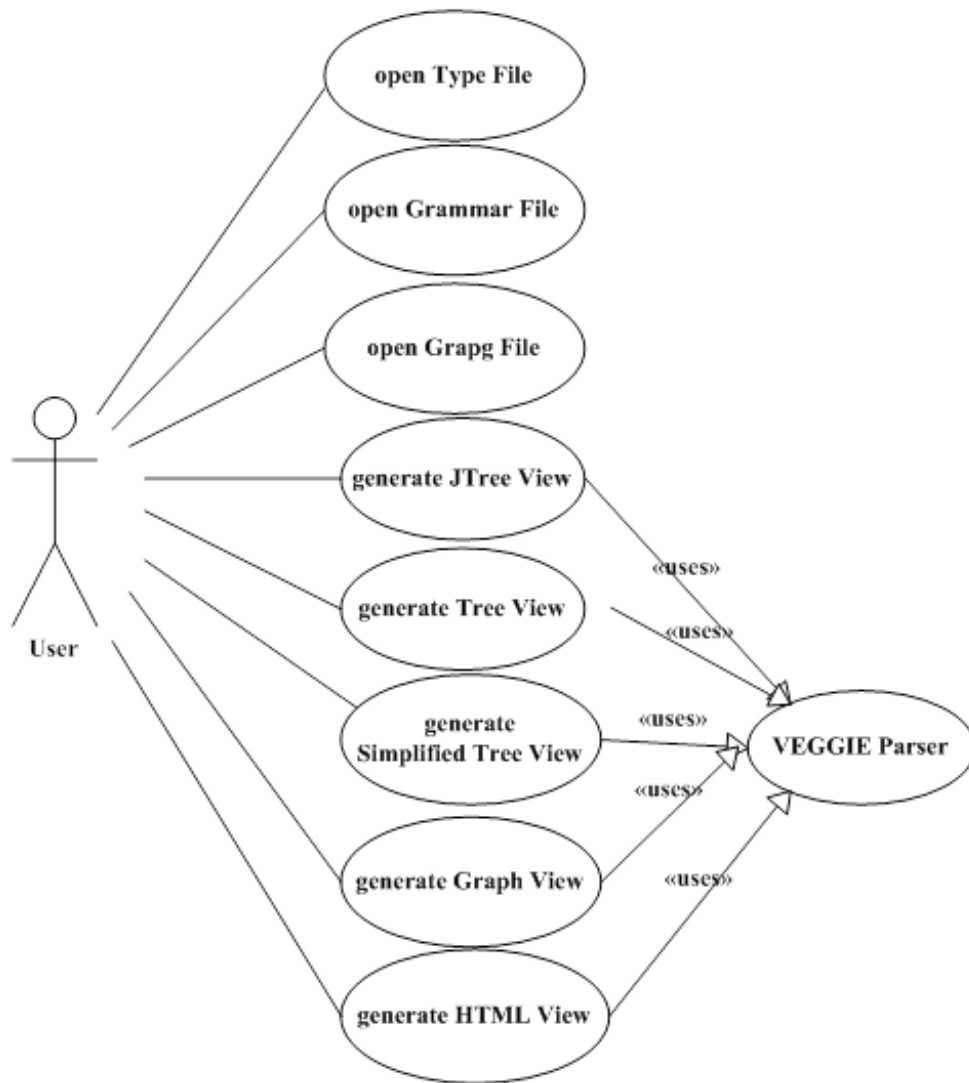 open Type File
open Grammar File
open Grapg File
generate JTree View
«uses»
generate Tree View
«uses»
User
generate
Simplified Tree View
«uses»
VEGGIE Parser
«uses»
generate Graph View
«uses»
generate HTML View